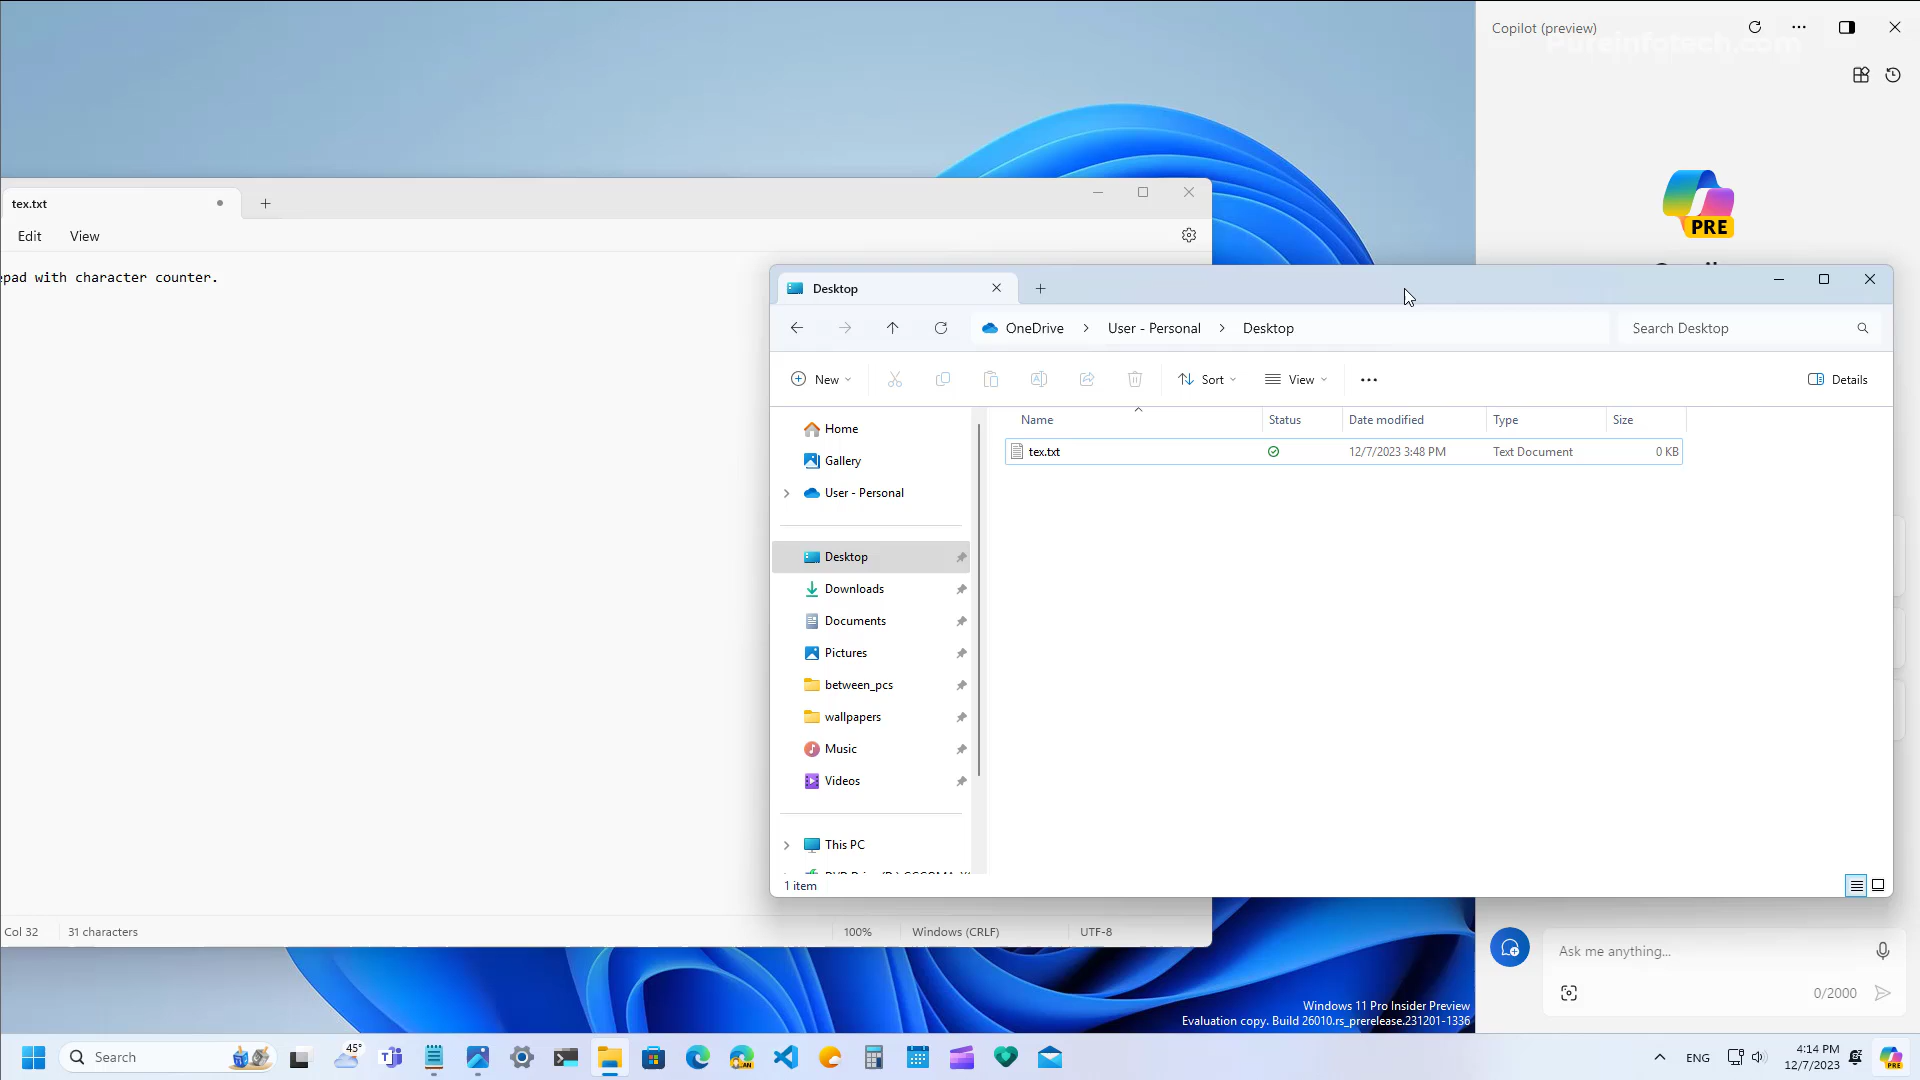 Copilot (preview)
Pureinfotech.com
PRE
tex.txt
Edit
View
pad with character counter.
Desktop
OneDrive
User - Personal
Desktop
Search Desktop
New
Sort
View
Details
Home
Gallery
User - Personal
Desktop
Downloads
Documents
Pictures
between_pcs
wallpapers
Music
Videos
This PC
Name
Status
Date modified
Type
Size
tex.txt
12/7/2023 3:48 PM
Text Document
0 KB
1 item
Col 32
31 characters
100%
Windows (CRLF)
UTF-8
Ask me anything...
0/2000
Windows 11 Pro Insider Preview
Evaluation copy. Build 26010.rs_prerelease.231201-1336
Search
45°
CAN
ENG
4:14 PM
12/7/2023
PRE